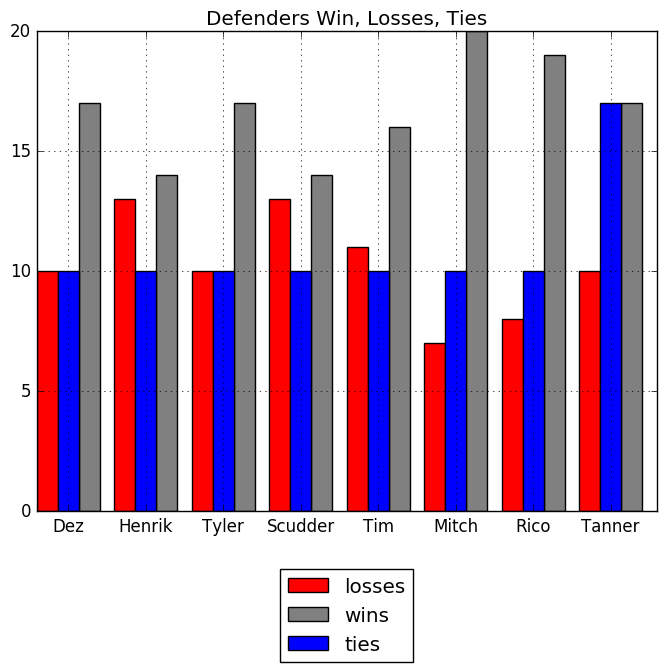 Defenders Win, Losses, Ties
20
15
10
5
0
Dez Henrik Tyler Scudder Tim Mitch Rico Tanner
losses
wins
ties